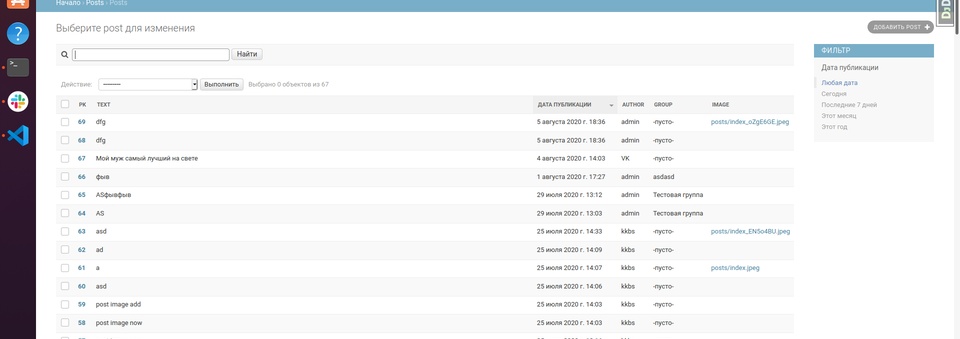 Начало › Posts › Posts
Выберите post для изменения
ДОБАВИТЬ POST +
Найти
Действие: --------- Выполнить Выбрано 0 объектов из 67
PK TEXT ДАТА ПУБЛИКАЦИИ AUTHOR GROUP IMAGE
69 dfg 5 августа 2020 г. 18:36 admin -пусто- posts/index_oZgE6GE.jpeg
68 dfg 5 августа 2020 г. 18:36 admin -пусто-
67 Мой муж самый лучший на свете 4 августа 2020 г. 14:03 VK -пусто-
66 фыв 1 августа 2020 г. 17:27 admin asdasd
65 ASфывфыв 29 июля 2020 г. 13:12 admin Тестовая группа
64 AS 29 июля 2020 г. 13:03 admin Тестовая группа
63 asd 25 июля 2020 г. 14:33 kkbs -пусто- posts/index_EN5o4BU.jpeg
62 ad 25 июля 2020 г. 14:09 kkbs -пусто-
61 a 25 июля 2020 г. 14:07 kkbs -пусто- posts/index.jpeg
60 asd 25 июля 2020 г. 14:06 kkbs -пусто-
59 post image add 25 июля 2020 г. 14:03 kkbs -пусто-
58 post image now 25 июля 2020 г. 14:03 kkbs -пусто-
ФИЛЬТР
Дата публикации
Любая дата
Сегодня
Последние 7 дней
Этот месяц
Этот год